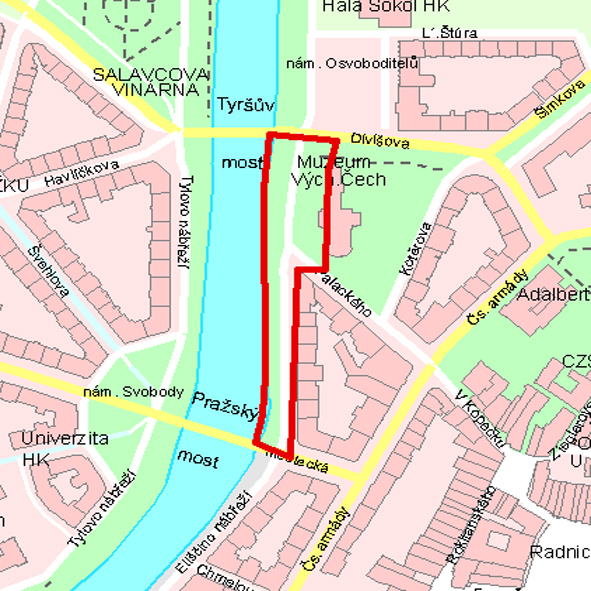 Hala Sokol HK
L´.Štúra
nám. Osvoboditelů
SALAVCOVA
VINÁRNA
Tyršův
most
Divišova
Šimkova
Muzeum
Vých.Čech
Havlíčkova
Tylovo nábřeží
Švehlova
Kotěrova
alackého
Čs. armády
Adalbert
nám. Svobody
Pražský
most
V Kopečku
Univerzita
HK
Tylovo nábřeží
Eliščino nábřeží
Čs. armády
Rokitanského
Radnic